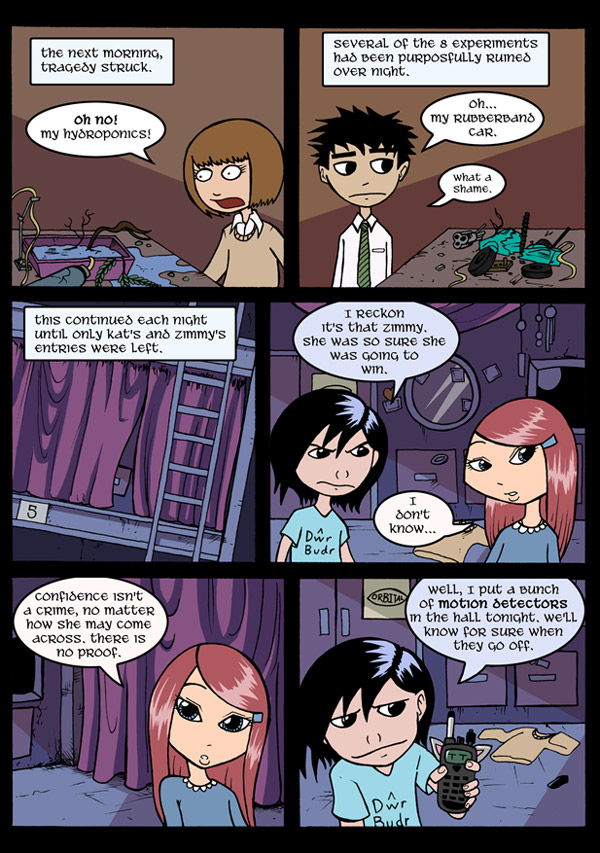 the next morning,
tragedy struck.
oh no!
my hydroponics!
several of the 8 experiments
had been purposfully ruined
over night.
oh...
my rubberband
car.
what a
shame.
this continued each night
until only kat's and zimmy's
entries were left.
5
i reckon
it's that zimmy.
she was so sure she
was going to
win.
i
don't
know...
Dŵr
Budr
confidence isn't
a crime, no matter
how she may come
across. there is
no proof.
ORBITAL
well, i put a bunch
of motion detectors
in the hall tonight. we'll
know for sure when
they go off.
Dŵr
Budr